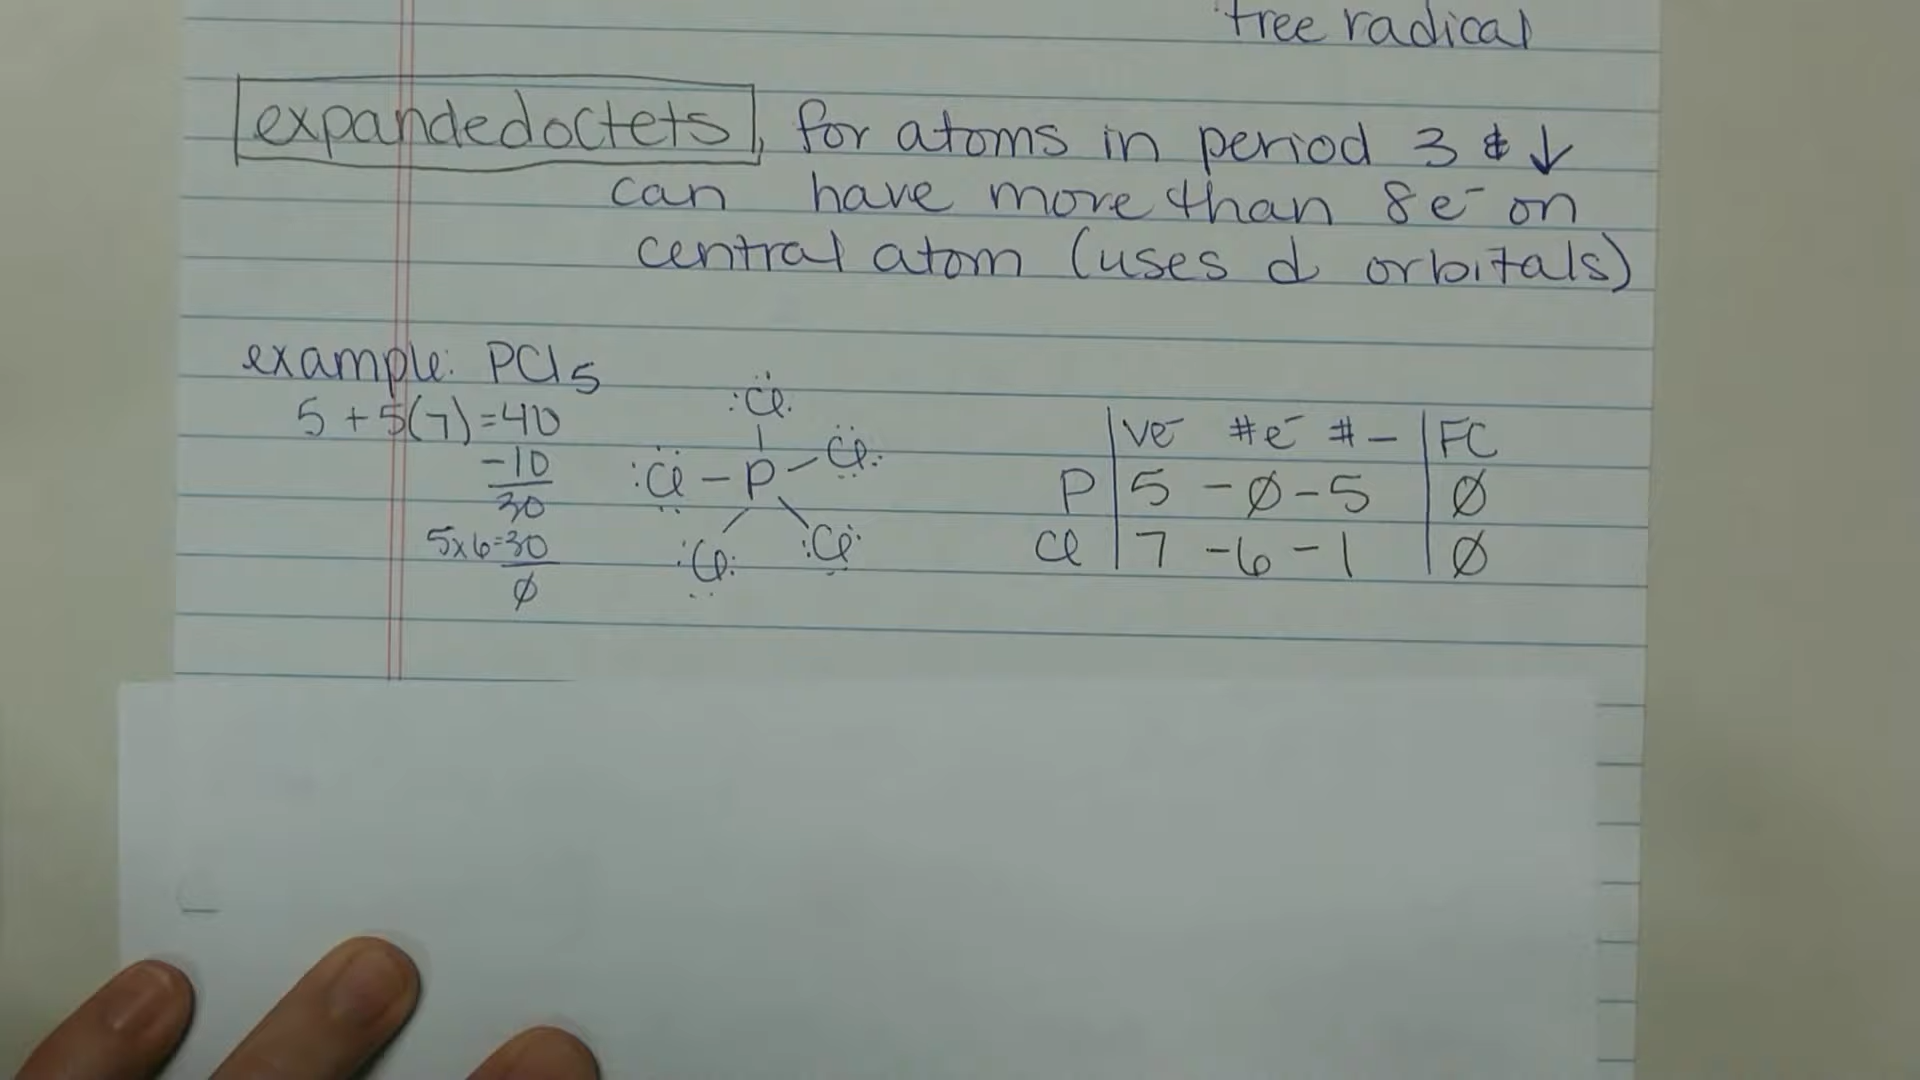 free radical
expanded octets, for atoms in period 3 & ↓
can have more than 8e⁻ on
central atom (uses d orbitals)
example: PCl₅
5 + 5(7) = 40
-10
30
5x6=30
∅
:Cl:
:Cl - P - Cl:
:Cl: :Cl:
ve⁻ #e⁻ #- FC
P 5 - ∅ - 5 ∅
Cl 7 - 6 - 1 ∅